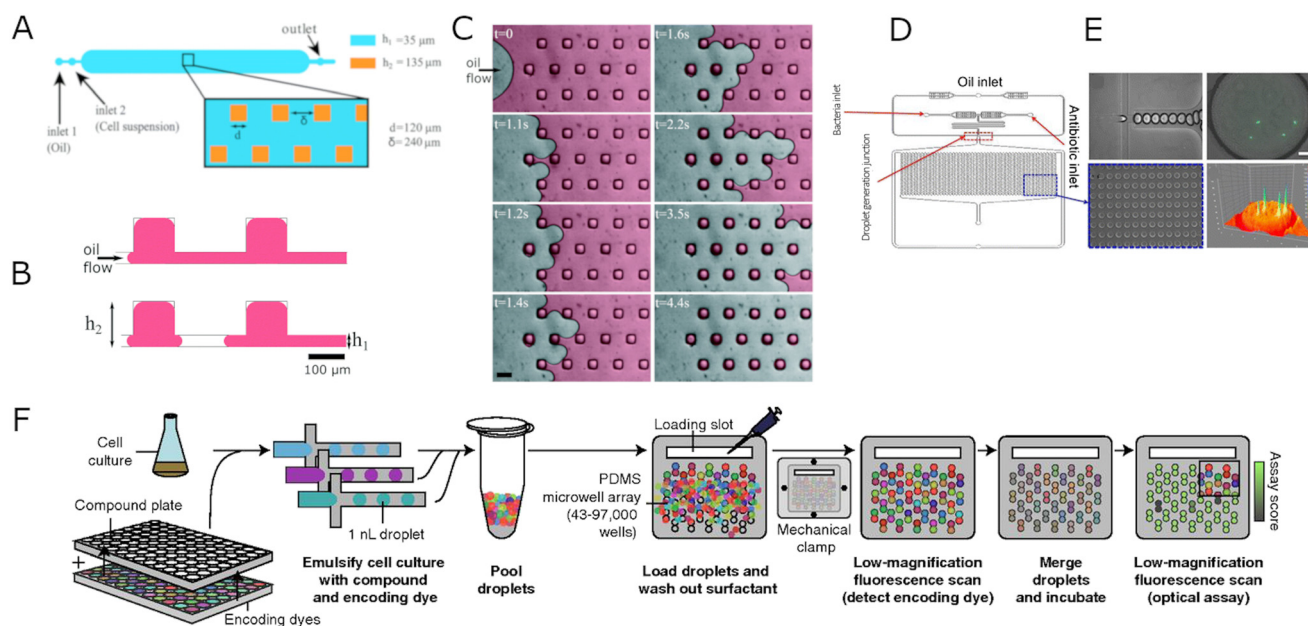 A
inlet 1
(Oil)
inlet 2
(Cell suspension)
outlet
h₁ = 35 μm
h₂ = 135 μm
δ
d
d=120μm
δ=240 μm
B
oil
flow
h₂
h₁
100 μm
C
t=0
oil
flow
t=1.1s
t=1.2s
t=1.4s
t=1.6s
t=2.2s
t=3.5s
t=4.4s
D
Oil inlet
Bacteria inlet
Antibiotic inlet
Droplet generation junction
E
F
Cell
culture
Compound plate
+
Encoding dyes
1 nL droplet
Emulsify cell culture
with compound
and encoding dye
Pool
droplets
Loading slot
PDMS
microwell array
(43-97,000
wells)
Load droplets and
wash out surfactant
Mechanical
clamp
Low-magnification
fluorescence scan
(detect encoding dye)
Merge
droplets
and incubate
Low-magnification
fluorescence scan
(optical assay)
Assay score